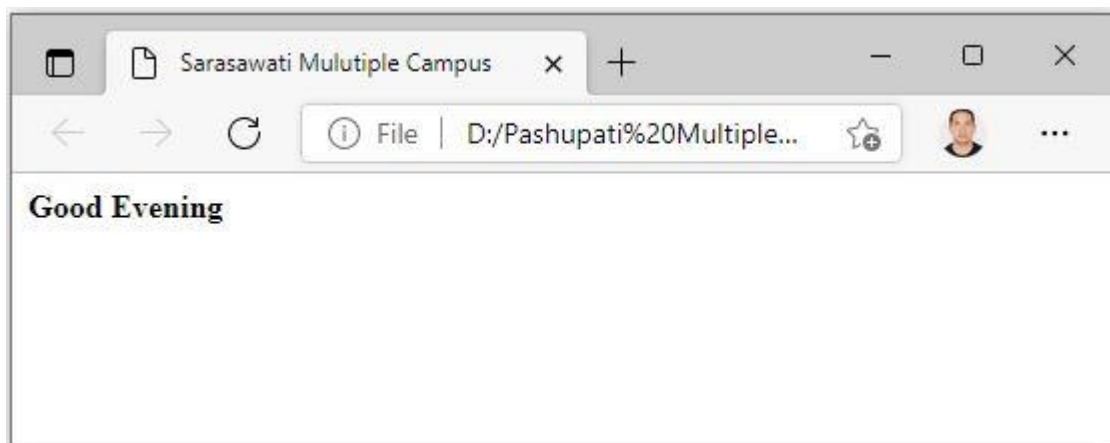 Sarasawati Mulutiple Campus
File | D:/Pashupati%20Multiple...
Good Evening